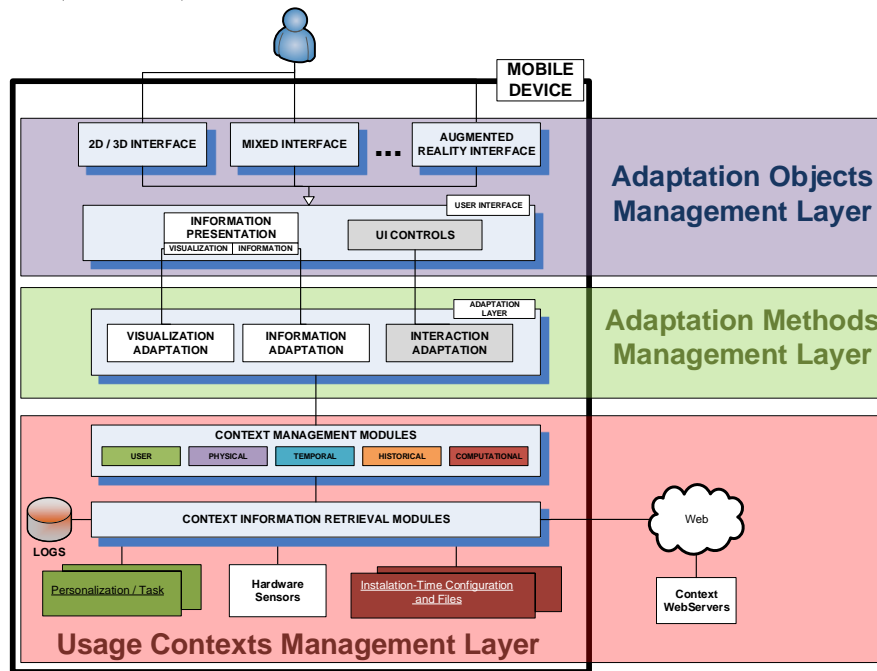 MOBILE
DEVICE
2D / 3D INTERFACE
MIXED INTERFACE
...
AUGMENTED
REALITY INTERFACE
Adaptation Objects
Management Layer
USER INTERFACE
INFORMATION
PRESENTATION
VISUALIZATION
INFORMATION
UI CONTROLS
ADAPTATION
LAYER
VISUALIZATION
ADAPTATION
INFORMATION
ADAPTATION
INTERACTION
ADAPTATION
Adaptation Methods
Management Layer
CONTEXT MANAGEMENT MODULES
USER
PHYSICAL
TEMPORAL
HISTORICAL
COMPUTATIONAL
CONTEXT INFORMATION RETRIEVAL MODULES
LOGS
Web
Personalization / Task
Hardware
Sensors
Instalation-Time Configuration
and Files
Context
WebServers
Usage Contexts Management Layer